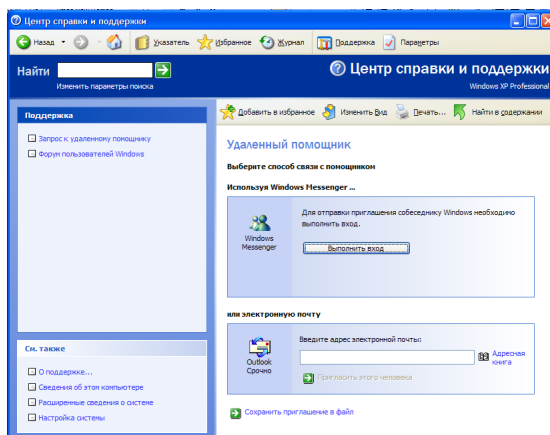 Центр справки и поддержки
Назад
Указатель
Избранное
Журнал
Поддержка
Параметры
Найти
Изменить параметры поиска
Центр справки и поддержки
Windows XP Professional
Поддержка
Запрос к удаленному помощнику
Форум пользователей Windows
См. также
О поддержке...
Сведения об этом компьютере
Расширенные сведения о системе
Настройка системы
Добавить в избранное
Изменить Вид
Печать...
Найти в содержании
Удаленный помощник
Выберите способ связи с помощником
Используя Windows Messenger ...
Windows
Messenger
Для отправки приглашения собеседнику Windows необходимо
выполнить вход.
Выполнить вход
или электронную почту
Outlook
Срочно
Введите адрес электронной почты:
Адресная
книга
Пригласить этого человека
Сохранить приглашение в файл